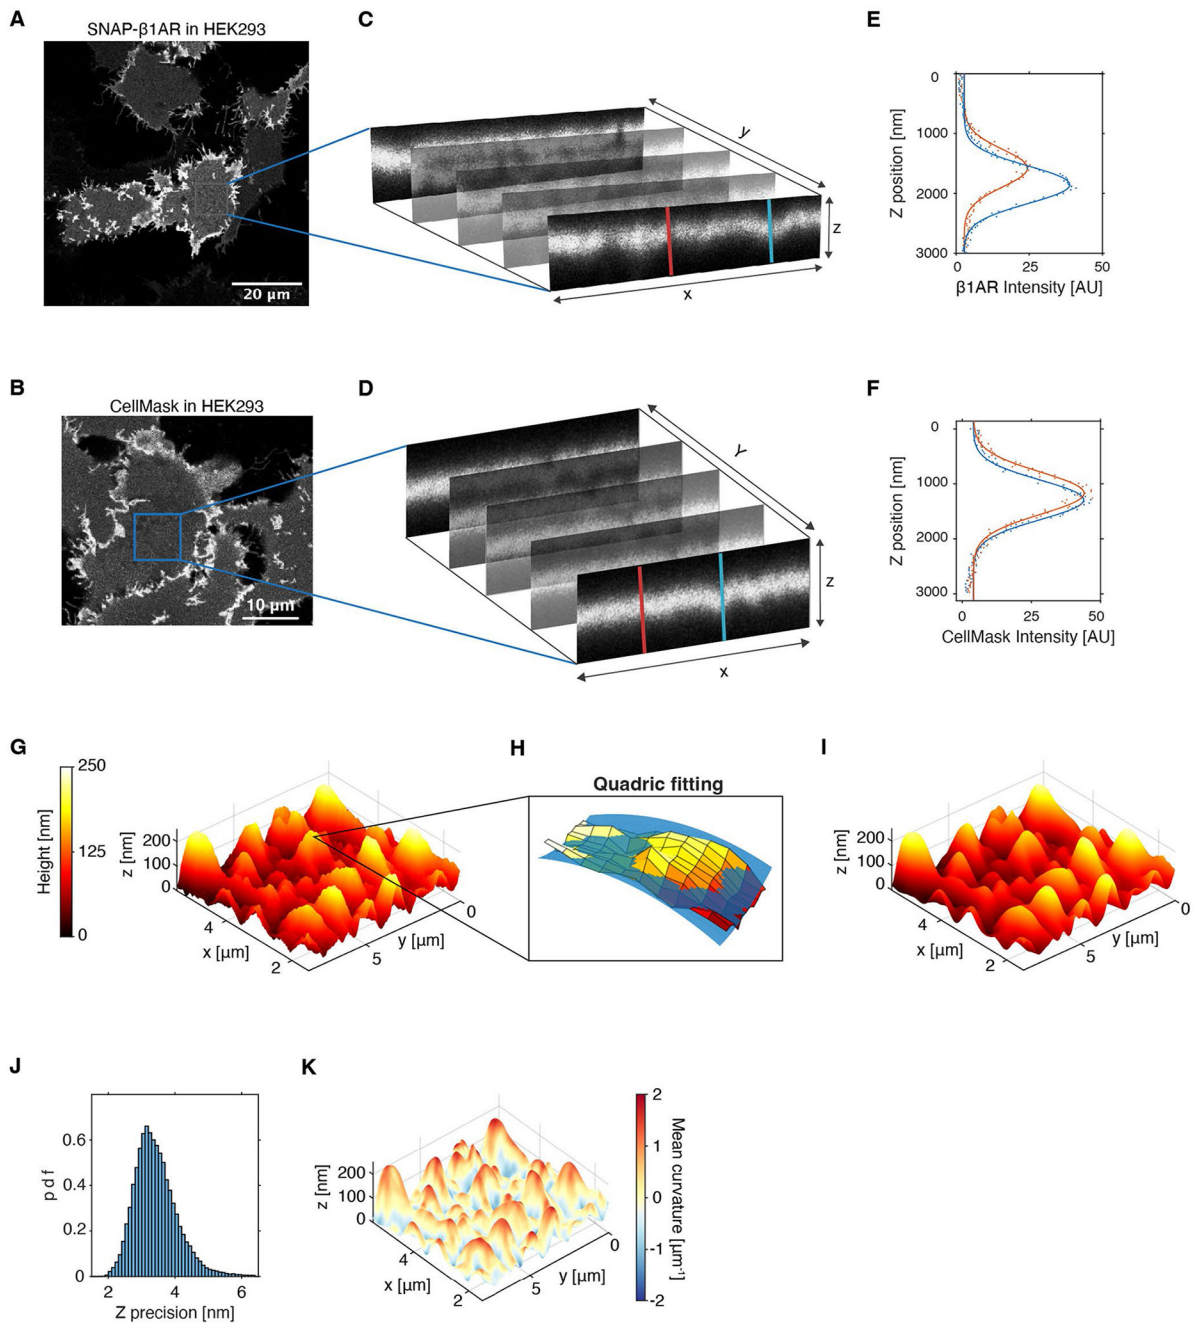 A
SNAP-β1AR in HEK293
20 µm
C
y
z
x
E
0
1000
2000
3000
Z position [nm]
0
25
50
β1AR Intensity [AU]
B
CellMask in HEK293
10 µm
D
y
z
x
F
0
1000
2000
3000
Z position [nm]
0
25
50
CellMask Intensity [AU]
G
250
125
0
Height [nm]
200
100
0
z [nm]
4
2
x [µm]
5
0
y [µm]
H
Quadric fitting
I
200
100
0
z [nm]
4
2
x [µm]
5
0
y [µm]
J
0.6
0.4
0.2
0
pdf
2
4
6
Z precision [nm]
K
200
100
0
z [nm]
4
2
x [µm]
5
0
y [µm]
2
1
0
-1
-2
Mean curvature [µm⁻¹]